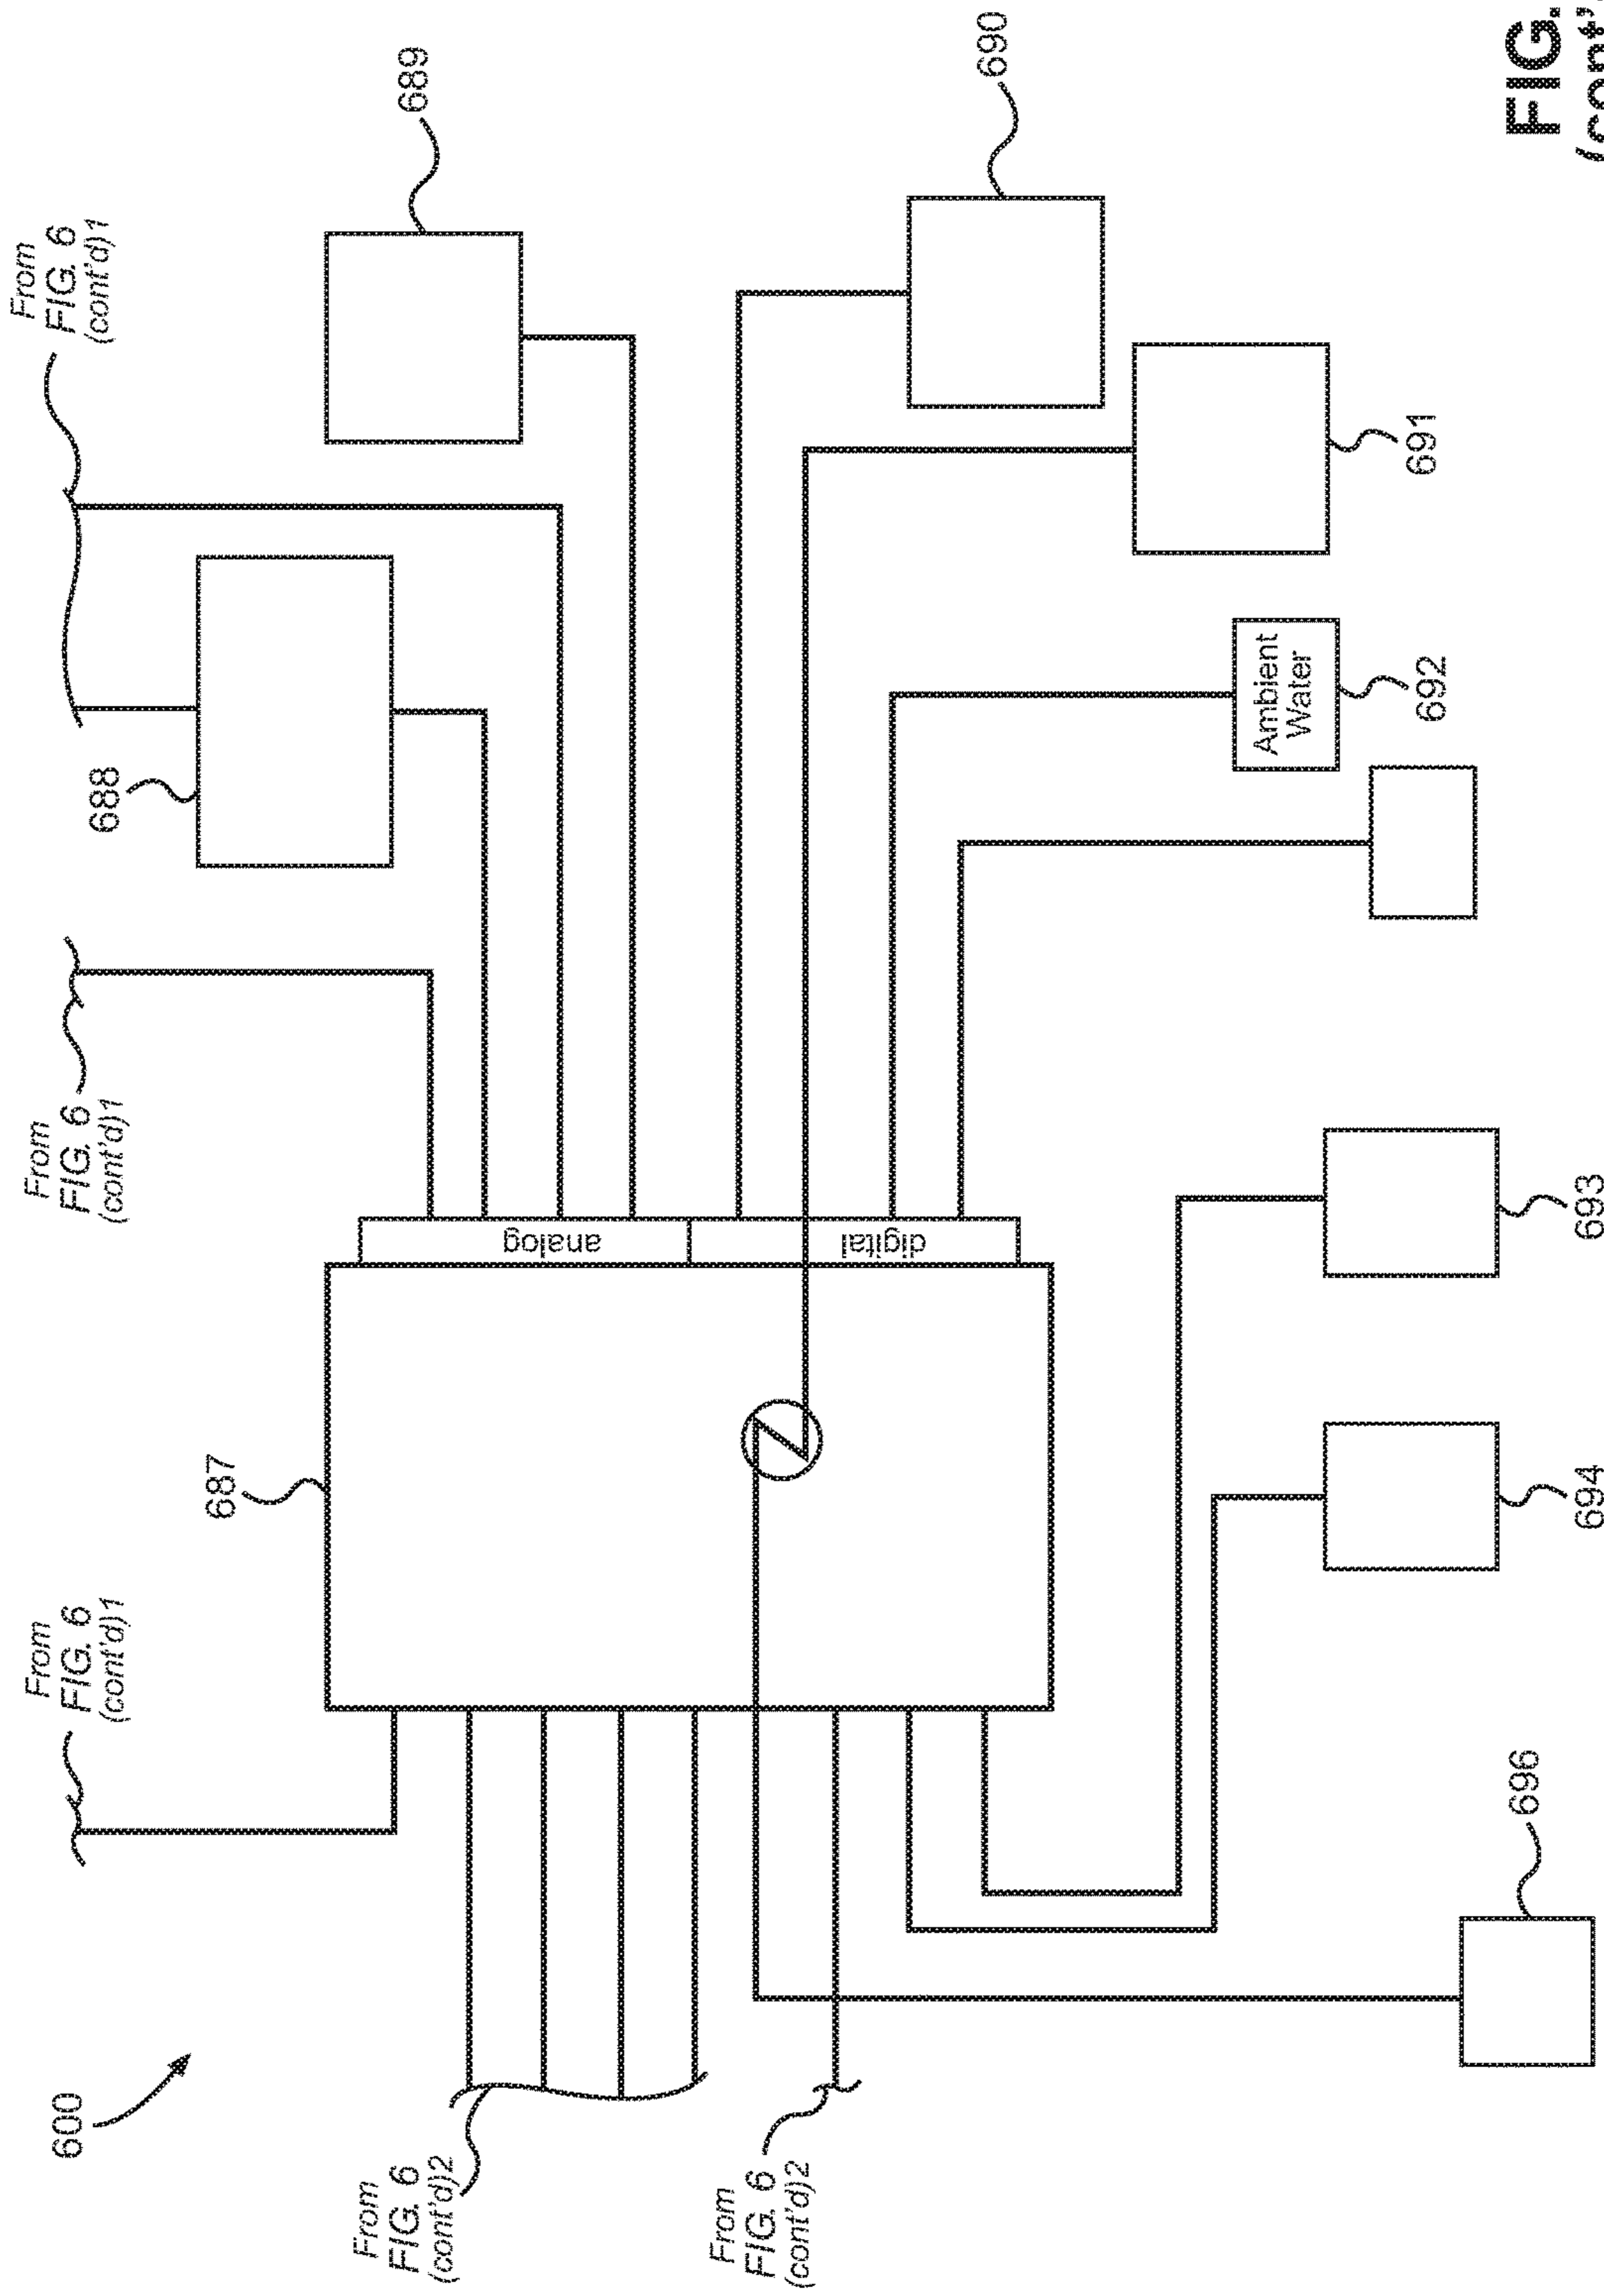 600
From
FIG. 6
(cont'd)1
From
FIG. 6
(cont'd)1
From
FIG. 6
(cont'd)1
From
FIG. 6
(cont'd)2
From
FIG. 6
(cont'd)2
687
688
689
analog
digital
690
691
Ambient
Water
692
693
694
696
FIG.
(cont'